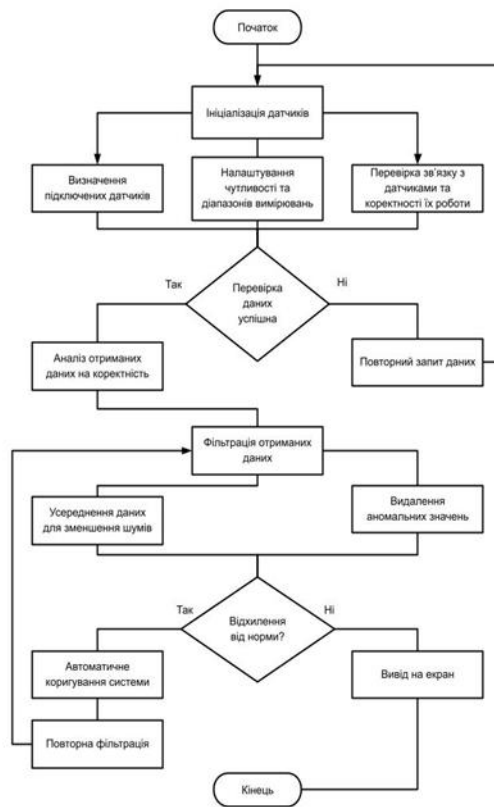 Початок
Ініціалізація датчиків
Визначення
підключених датчиків
Налаштування
чутливості та
діапазонів вимірювань
Перевірка зв'язку з
датчиками та
коректності їх роботи
Так
Ні
Перевірка
даних
успішна
Аналіз отриманих
даних на коректність
Повторний запит даних
Фільтрація отриманих
даних
Усереднення даних
для зменшення шумів
Видалення
аномальних значень
Так
Ні
Відхилення
від норми?
Автоматичне
коригування системи
Вивід на екран
Повторна фільтрація
Кінець